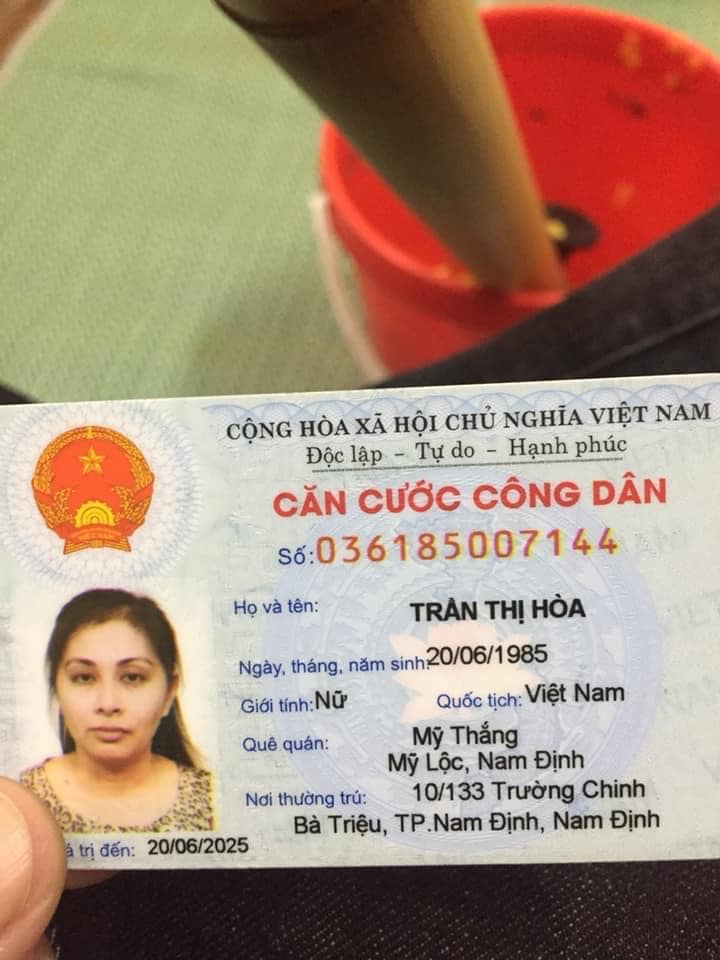 CỘNG HÒA XÃ HỘI CHỦ NGHĨA VIỆT NAM
Độc lập - Tự do - Hạnh phúc
CĂN CƯỚC CÔNG DÂN
Số: 036185007144
Họ và tên: TRẦN THỊ HÒA
Ngày, tháng, năm sinh: 20/06/1985
Giới tính: Nữ Quốc tịch: Việt Nam
Quê quán: Mỹ Thắng
Mỹ Lộc, Nam Định
Nơi thường trú: 10/133 Trường Chinh
Bà Triệu, TP.Nam Định, Nam Định
trị đến: 20/06/2025